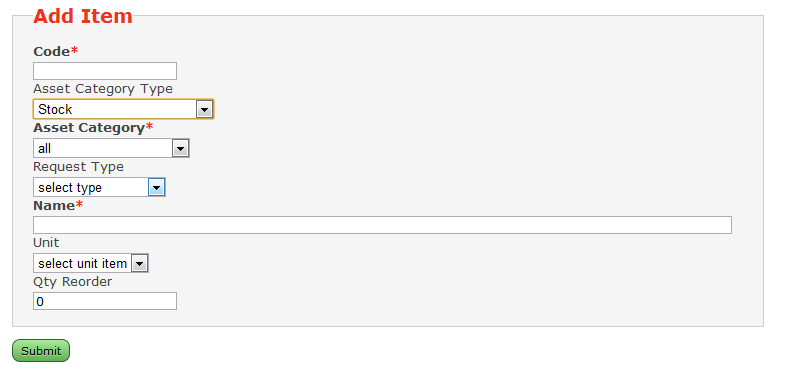 Add Item
Code*
Asset Category Type
Stock
Asset Category*
all
Request Type
select type
Name*
Unit
select unit item
Qty Reorder
0
Submit